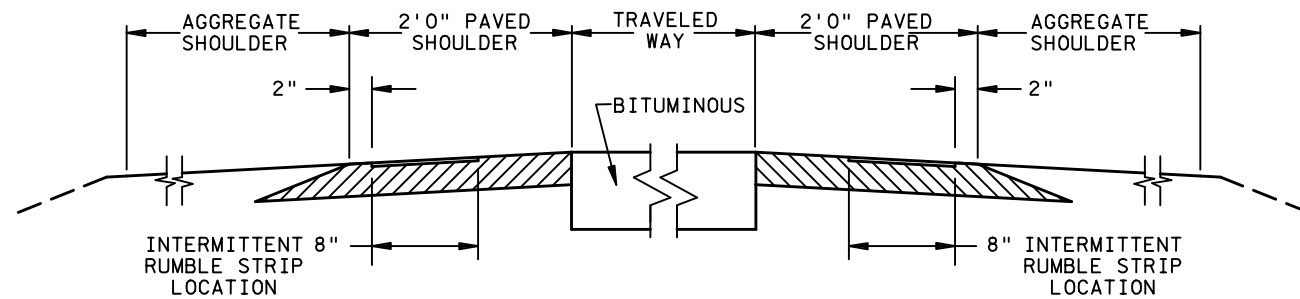 AGGREGATE
SHOULDER
2'0" PAVED
SHOULDER
TRAVELED
WAY
2'0" PAVED
SHOULDER
AGGREGATE
SHOULDER
2"
2"
BITUMINOUS
INTERMITTENT 8"
RUMBLE STRIP
LOCATION
8" INTERMITTENT
RUMBLE STRIP
LOCATION